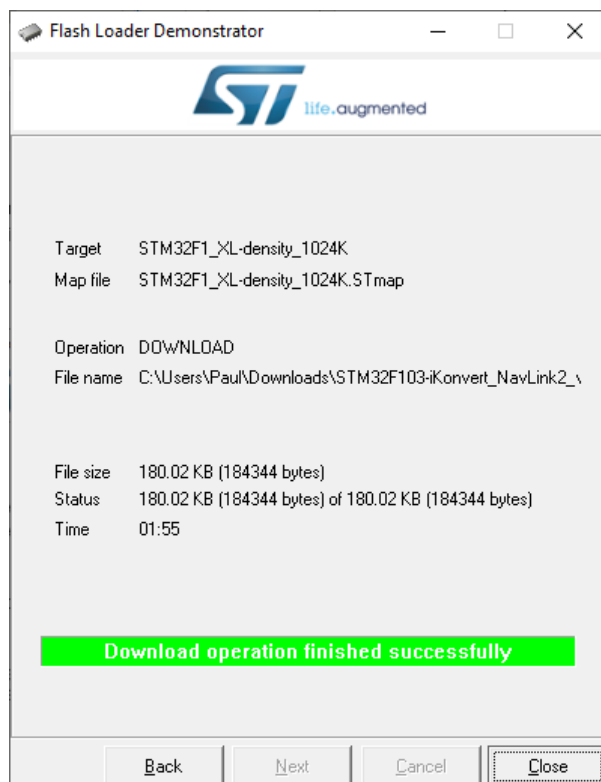 Flash Loader Demonstrator
ST life.augmented
Target STM32F1_XL-density_1024K
Map file STM32F1_XL-density_1024K.STmap
Operation DOWNLOAD
File name C:\Users\Paul\Downloads\STM32F103-iKonvert_NavLink2_
File size 180.02 KB (184344 bytes)
Status 180.02 KB (184344 bytes) of 180.02 KB (184344 bytes)
Time 01:55
Download operation finished successfully
Back Next Cancel Close